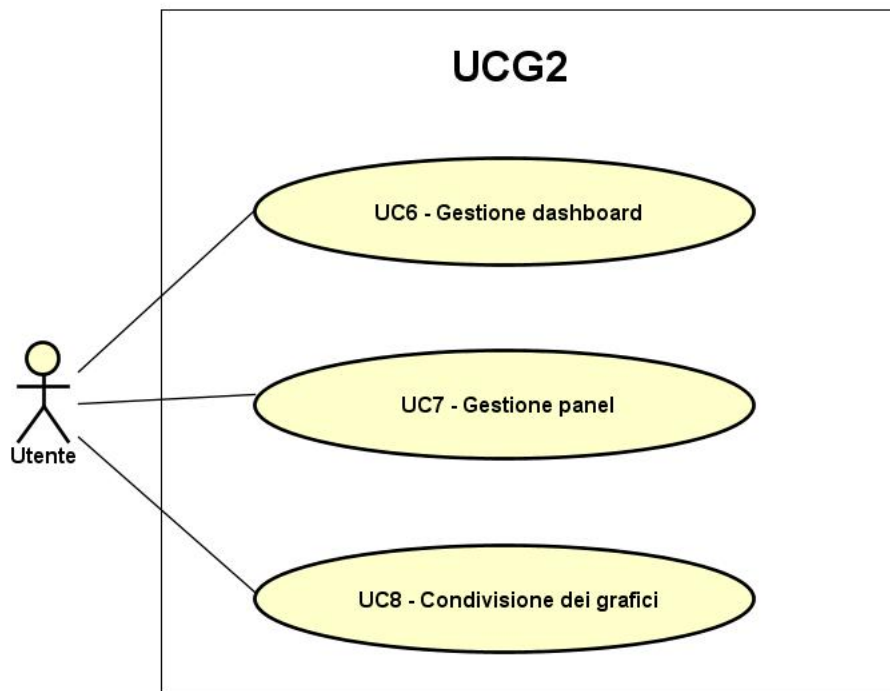 UCG2
UC6 - Gestione dashboard
UC7 - Gestione panel
Utente
UC8 - Condivisione dei grafici